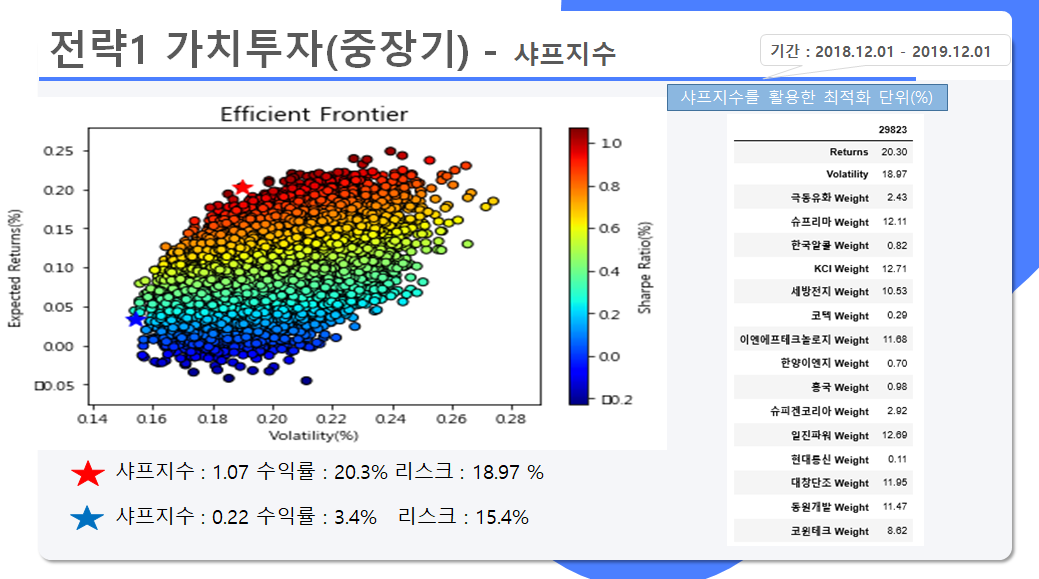 전략1 가치투자(중장기) - 샤프지수
기간 : 2018.12.01 - 2019.12.01
샤프지수를 활용한 최적화 단위(%)
Efficient Frontier
Expected Returns(%)
0.25
0.20
0.15
0.10
0.05
0.00
□0.05
0.14 0.16 0.18 0.20 0.22 0.24 0.26 0.28
Volatility(%)
1.0
0.8
0.6
0.4
0.2
0.0
□0.2
Sharpe Ratio(%)
샤프지수 : 1.07 수익률 : 20.3% 리스크 : 18.97 %
샤프지수 : 0.22 수익률 : 3.4% 리스크 : 15.4%
29823
Returns 20.30
Volatility 18.97
극동유화 Weight 2.43
슈프리마 Weight 12.11
한국알콜 Weight 0.82
KCI Weight 12.71
세방전지 Weight 10.53
코텍 Weight 0.29
이엔에프테크놀로지 Weight 11.68
한양이엔지 Weight 0.70
흥국 Weight 0.98
슈피겐코리아 Weight 2.92
일진파워 Weight 12.69
현대통신 Weight 0.11
대창단조 Weight 11.95
동원개발 Weight 11.47
코윈테크 Weight 8.62